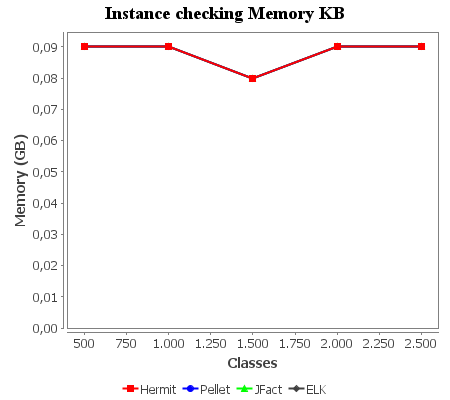 Instance checking Memory KB
0,09
0,08
0,07
0,06
0,05
0,04
0,03
0,02
0,01
0,00
Memory (GB)
500 750 1.000 1.250 1.500 1.750 2.000 2.250 2.500
Classes
Hermit Pellet JFact ELK